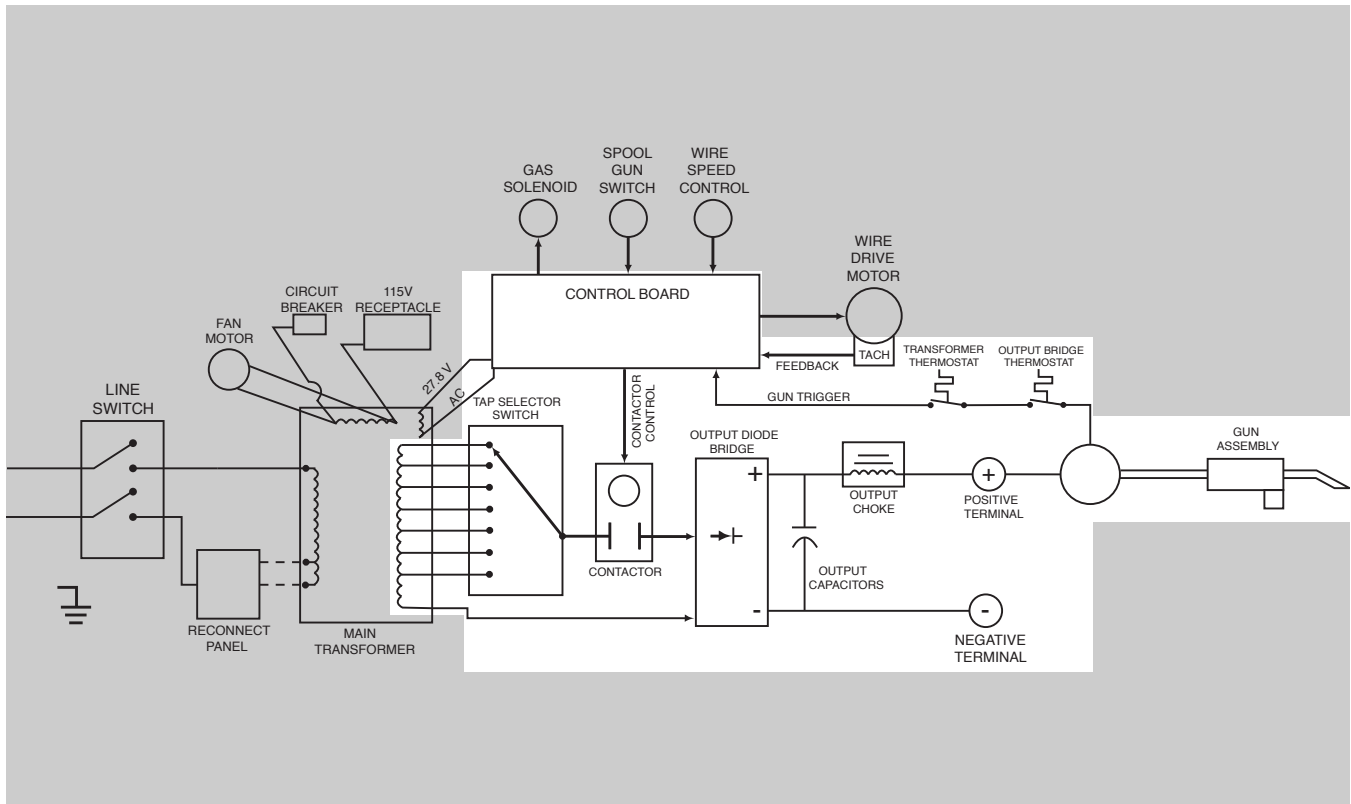 GAS
SOLENOID
SPOOL
GUN
SWITCH
WIRE
SPEED
CONTROL
WIRE
DRIVE
MOTOR
CONTROL BOARD
CIRCUIT
BREAKER
115V
RECEPTACLE
FAN
MOTOR
TACH
FEEDBACK
TRANSFORMER
THERMOSTAT
OUTPUT BRIDGE
THERMOSTAT
27.8 V
AC
LINE
SWITCH
TAP SELECTOR
SWITCH
CONTACTOR
CONTROL
GUN TRIGGER
OUTPUT DIODE
BRIDGE
GUN
ASSEMBLY
+
+
OUTPUT
CHOKE
POSITIVE
TERMINAL
CONTACTOR
OUTPUT
CAPACITORS
-
-
RECONNECT
PANEL
MAIN
TRANSFORMER
NEGATIVE
TERMINAL